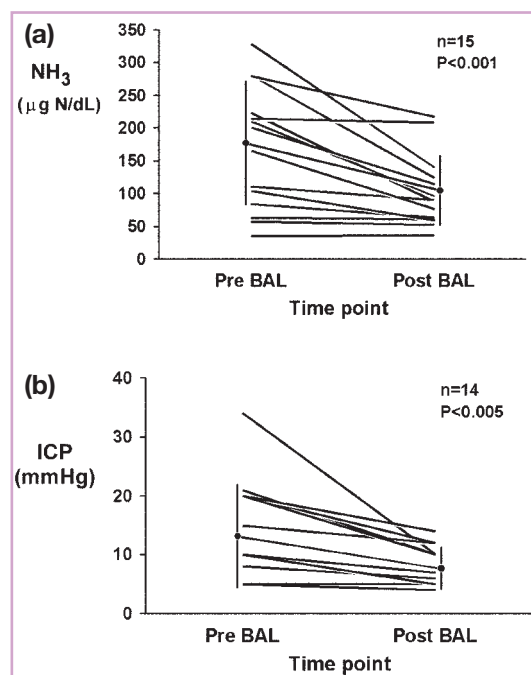 (a)
NH3
(µg N/dL)
350
300
250
200
150
100
50
0
n=15
P<0.001
Pre BAL Post BAL
Time point
(b)
ICP
(mmHg)
40
30
20
10
0
n=14
P<0.005
Pre BAL Post BAL
Time point